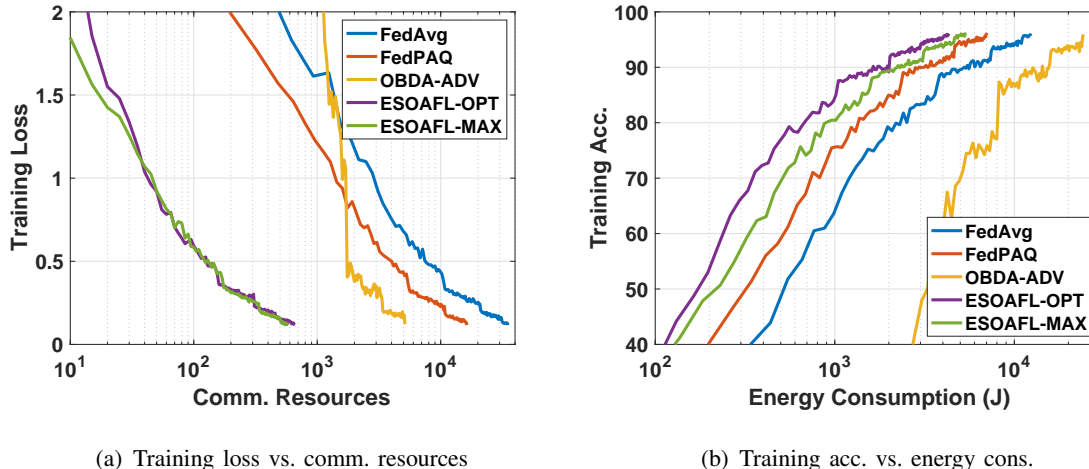 2
1.5
1
0.5
0
Training Loss
10^1
10^2
10^3
10^4
Comm. Resources
FedAvg
FedPAQ
OBDA-ADV
ESOAFL-OPT
ESOAFL-MAX
(a) Training loss vs. comm. resources
100
90
80
70
60
50
40
Training Acc.
10^2
10^3
10^4
Energy Consumption (J)
FedAvg
FedPAQ
OBDA-ADV
ESOAFL-OPT
ESOAFL-MAX
(b) Training acc. vs. energy cons.